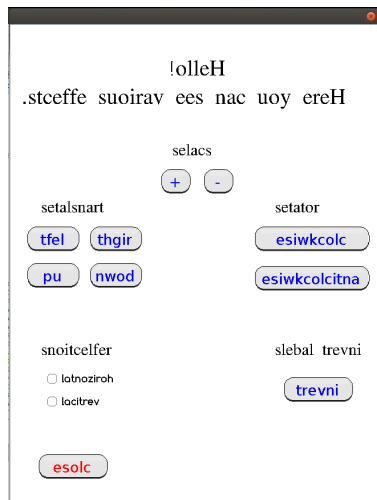 !olleH
.stceffe suoirav ees nac uoy ereH
selacs
+ -
setalsnart setator
tfel thgir esiwkcolc
pu nwod esiwkcolcitna
snoitcelfer slebal trevni
latnoziroh
lacitrev trevni
esolc